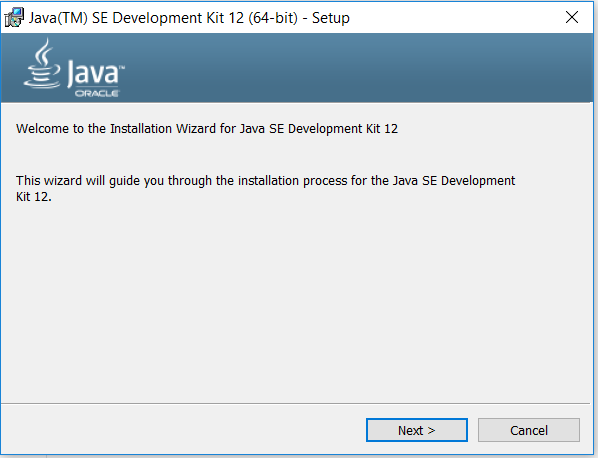 Java(TM) SE Development Kit 12 (64-bit) - Setup
Java™
ORACLE
Welcome to the Installation Wizard for Java SE Development Kit 12
This wizard will guide you through the installation process for the Java SE Development
Kit 12.
Next >
Cancel